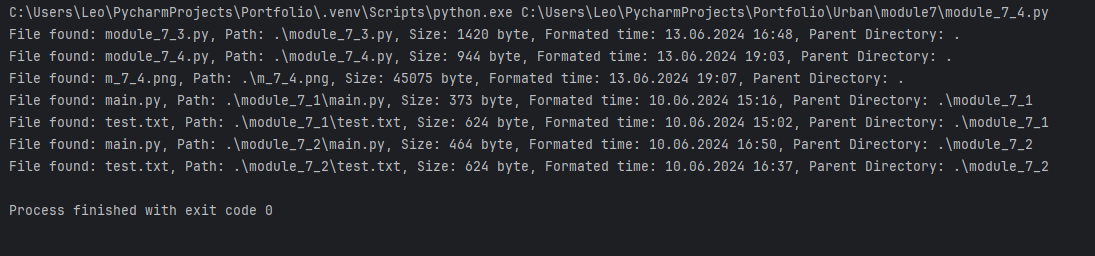 C:\Users\Leo\PycharmProjects\Portfolio\.venv\Scripts\python.exe C:\Users\Leo\PycharmProjects\Portfolio\Urban\module7\module_7_4.py
File found: module_7_3.py, Path: .\module_7_3.py, Size: 1420 byte, Formated time: 13.06.2024 16:48, Parent Directory: .
File found: module_7_4.py, Path: .\module_7_4.py, Size: 944 byte, Formated time: 13.06.2024 19:03, Parent Directory: .
File found: m_7_4.png, Path: .\m_7_4.png, Size: 45075 byte, Formated time: 13.06.2024 19:07, Parent Directory: .
File found: main.py, Path: .\module_7_1\main.py, Size: 373 byte, Formated time: 10.06.2024 15:16, Parent Directory: .\module_7_1
File found: test.txt, Path: .\module_7_1\test.txt, Size: 624 byte, Formated time: 10.06.2024 15:02, Parent Directory: .\module_7_1
File found: main.py, Path: .\module_7_2\main.py, Size: 464 byte, Formated time: 10.06.2024 16:50, Parent Directory: .\module_7_2
File found: test.txt, Path: .\module_7_2\test.txt, Size: 624 byte, Formated time: 10.06.2024 16:37, Parent Directory: .\module_7_2
Process finished with exit code 0